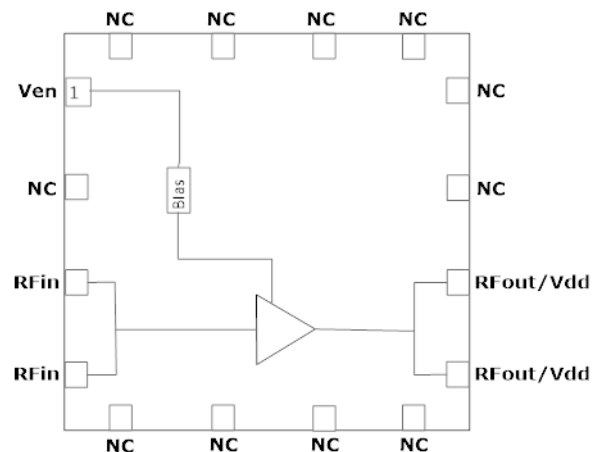 NC NC NC NC
Ven 1 NC
NC Bias NC
RFin RFout/Vdd
RFin RFout/Vdd
NC NC NC NC